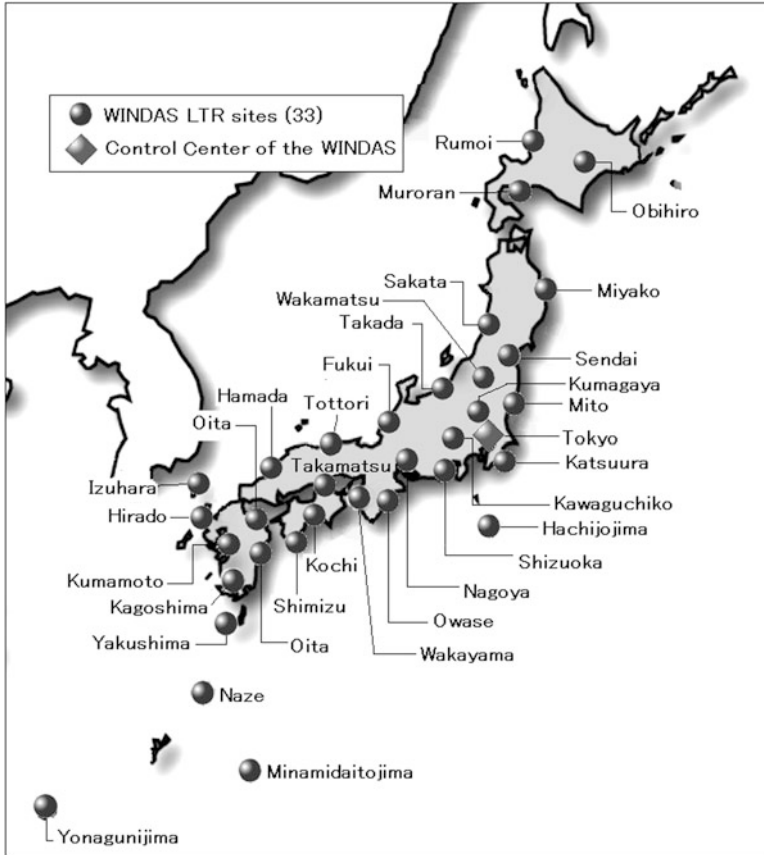 WINDAS LTR sites (33)
Control Center of the WINDAS
Rumoi
Muroran
Obihiro
Sakata
Miyako
Wakamatsu
Takada
Sendai
Fukui
Kumagaya
Hamada
Tottori
Mito
Oita
Tokyo
Takamatsu
Katsuura
Izuhara
Kawaguchiko
Hirado
Hachijojima
Kochi
Shizuoka
Kumamoto
Nagoya
Kagoshima
Shimizu
Owase
Yakushima
Oita
Wakayama
Naze
Minamidaitojima
Yonagunijima